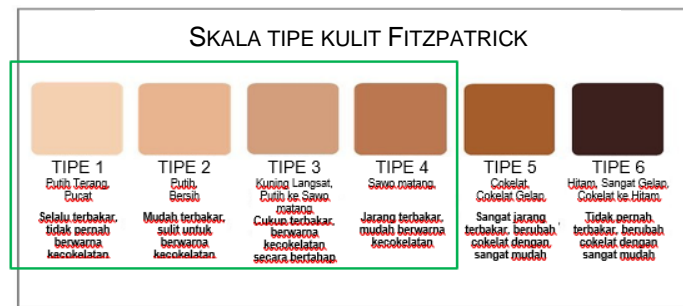 SKALA TIPE KULIT FITZPATRICK
TIPE 1
Putih Terang,
Pucat
Selalu terbakar,
tidak pernah
berwarna
kecokelatan
TIPE 2
Putih
Bersih
Mudah terbakar,
sulit untuk
berwarna
kecokelatan
TIPE 3
Kuning Langsat,
Putih ke Sawo
matang
Cukup terbakar,
berwarna
kecokelatan
secara bertahap
TIPE 4
Sawo matang
Jarang terbakar,
mudah berwarna
kecokelatan
TIPE 5
Cokelat
Cokelat Gelap
Sangat jarang
terbakar, berubah
cokelat dengan
sangat mudah
TIPE 6
Hitam, Sangat Gelap,
Cokelat ke Hitam
Tidak pernah
terbakar, berubah
cokelat dengan
sangat mudah